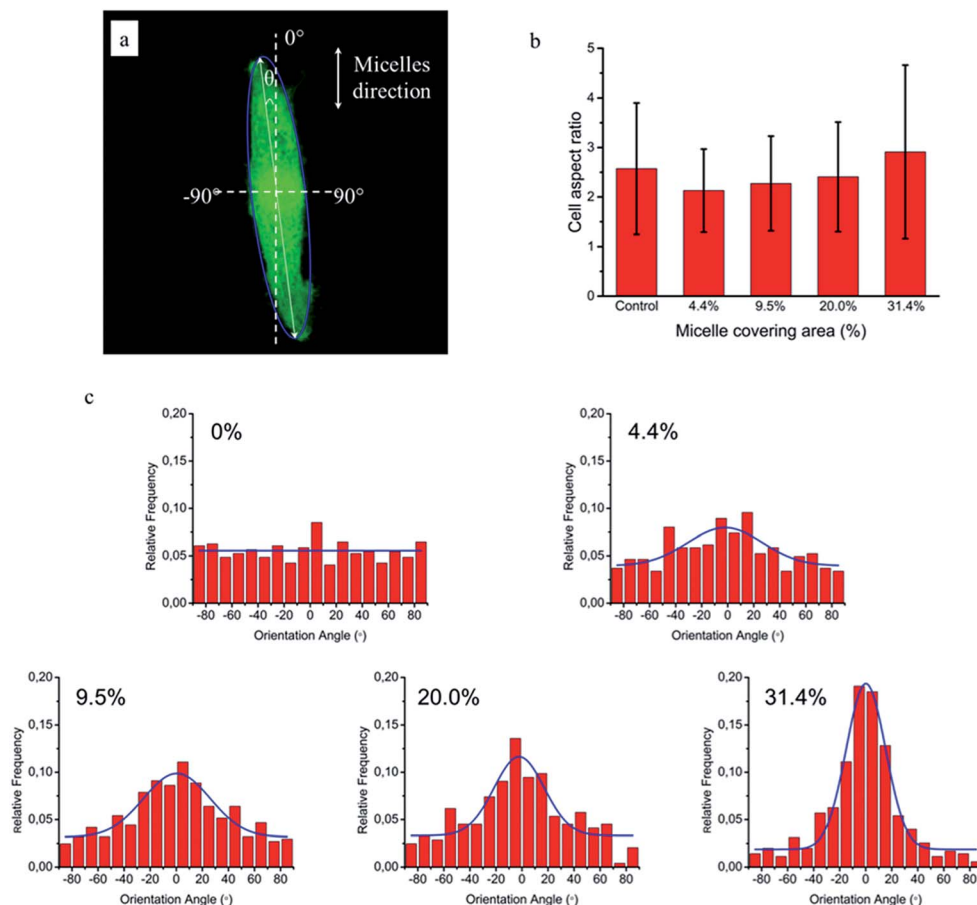 a
0°
θ
Micelles
direction
-90°
90°
b
Cell aspect ratio
5
4
3
2
1
0
Control 4.4% 9.5% 20.0% 31.4%
Micelle covering area (%)
c
0%
Relative Frequency
0,20
0,15
0,10
0,05
0,00
-80 -60 -40 -20 0 20 40 60 80
Orientation Angle (°)
4.4%
Relative Frequency
0,20
0,15
0,10
0,05
0,00
-80 -60 -40 -20 0 20 40 60 80
Orientation Angle (°)
9.5%
Relative Frequency
0,20
0,15
0,10
0,05
0,00
-80 -60 -40 -20 0 20 40 60 80
Orientation Angle (°)
20.0%
Relative Frequency
0,20
0,15
0,10
0,05
0,00
-80 -60 -40 -20 0 20 40 60 80
Orientation Angle (°)
31.4%
Relative Frequency
0,20
0,15
0,10
0,05
0,00
-80 -60 -40 -20 0 20 40 60 80
Orientation Angle (°)